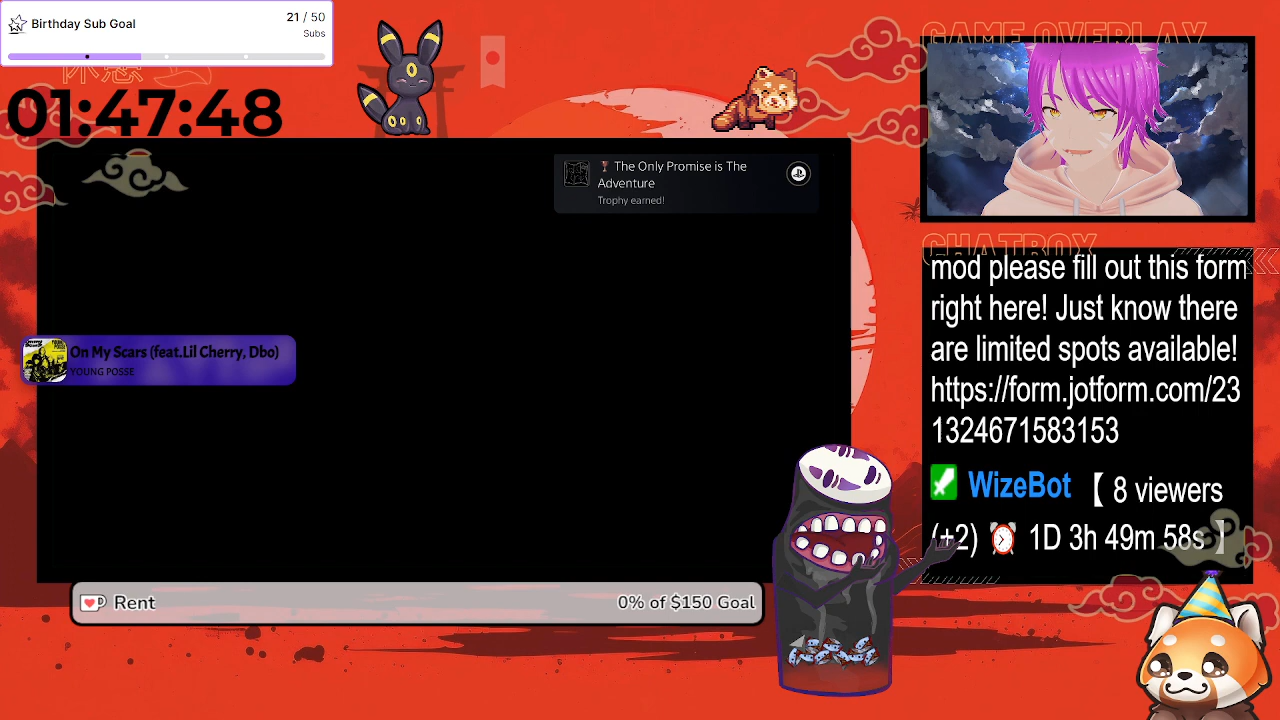 Birthday Sub Goal
21 / 50
Subs
01:47:48
GAME OVERLAY
The Only Promise is The
Adventure
Trophy earned!
On My Scars (feat.Lil Cherry, Dbo)
YOUNG POSSE
CHATBOX
mod please fill out this form
right here! Just know there
are limited spots available!
https://form.jotform.com/23
1324671583153
WizeBot 【 8 viewers
(+2) ⏰ 1D 3h 49m 58s 】
Rent
0% of $150 Goal